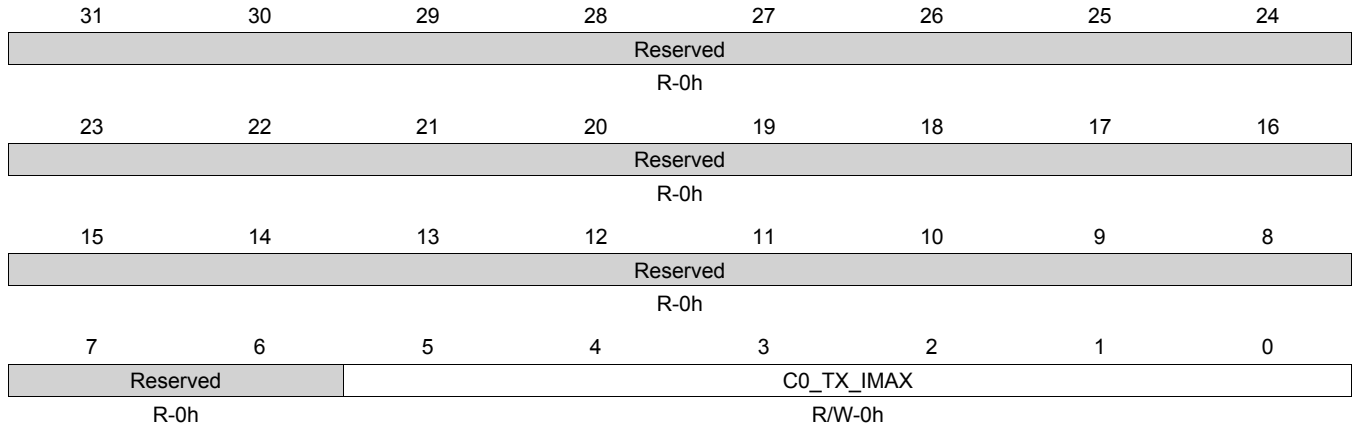 31 30 29 28 27 26 25 24
Reserved
R-0h
23 22 21 20 19 18 17 16
Reserved
R-0h
15 14 13 12 11 10 9 8
Reserved
R-0h
7 6 5 4 3 2 1 0
Reserved C0_TX_IMAX
R-0h R/W-0h